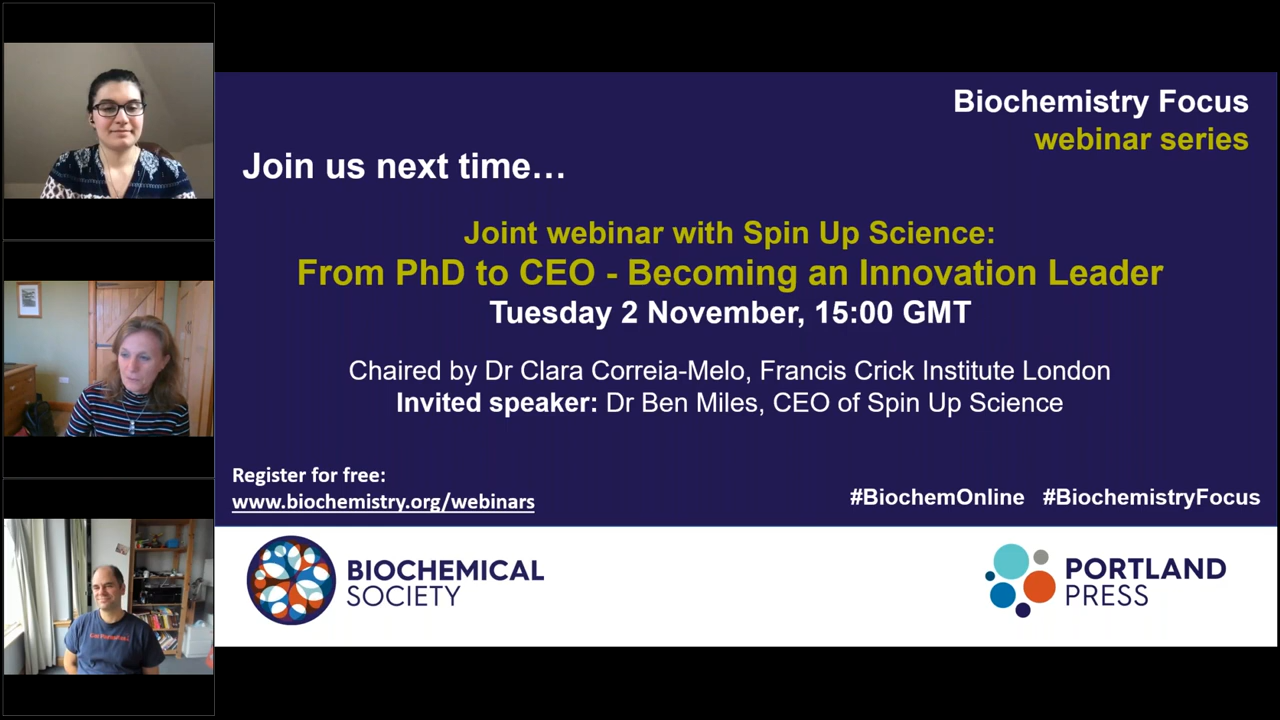 Biochemistry Focus
webinar series
Join us next time…
Joint webinar with Spin Up Science:
From PhD to CEO - Becoming an Innovation Leader
Tuesday 2 November, 15:00 GMT
Chaired by Dr Clara Correia-Melo, Francis Crick Institute London
Invited speaker: Dr Ben Miles, CEO of Spin Up Science
Register for free:
www.biochemistry.org/webinars
#BiochemOnline #BiochemistryFocus
BIOCHEMICAL
SOCIETY
PORTLAND
PRESS